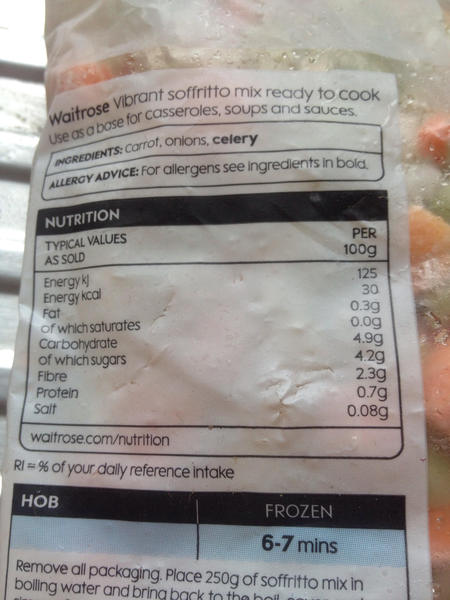 Waitrose Vibrant soffritto mix ready to cook
Use as a base for casseroles, soups and sauces.
INGREDIENTS: Carrot, onions, celery
ALLERGY ADVICE: For allergens see ingredients in bold.
NUTRITION
TYPICAL VALUES AS SOLD PER 100g
Energy kJ 125
Energy kcal 30
Fat 0.3g
of which saturates 0.0g
Carbohydrate 4.9g
of which sugars 4.2g
Fibre 2.3g
Protein 0.7g
Salt 0.08g
waitrose.com/nutrition
RI = % of your daily reference intake
HOB FROZEN
6-7 mins
Remove all packaging. Place 250g of soffritto mix in
boiling water and bring back to the boil,